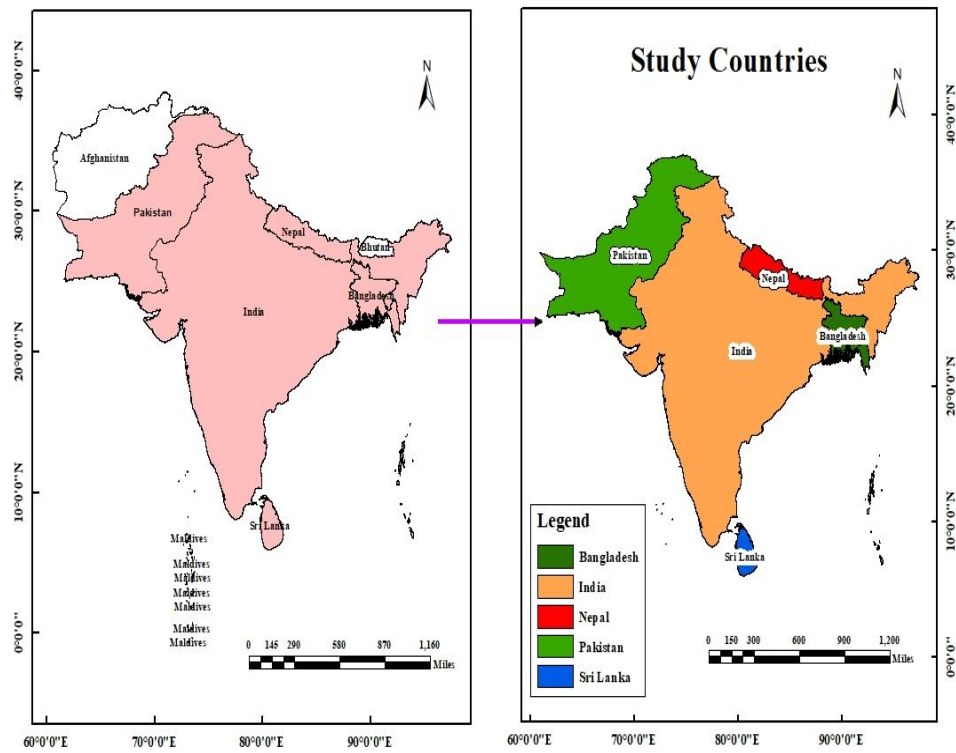 N
40°0'0"N
30°0'0"N
20°0'0"N
10°0'0"N
0°0'0"
Afghanistan
Pakistan
Nepal
Bhutan
Bangladesh
India
Sri Lanka
Maldives
Maldives
Maldives
Maldives
Maldives
Maldives
Maldives
0 145 290 580 870 1,160
Miles
60°0'0"E 70°0'0"E 80°0'0"E 90°0'0"E
Study Countries
N
Pakistan
Nepal
Bangladesh
India
Sri Lanka
Legend
Bangladesh
India
Nepal
Pakistan
Sri Lanka
0 150 300 600 900 1,200
Miles
40°0'0"N
30°0'0"N
20°0'0"N
10°0'0"N
0°0'0"
60°0'0"E 70°0'0"E 80°0'0"E 90°0'0"E